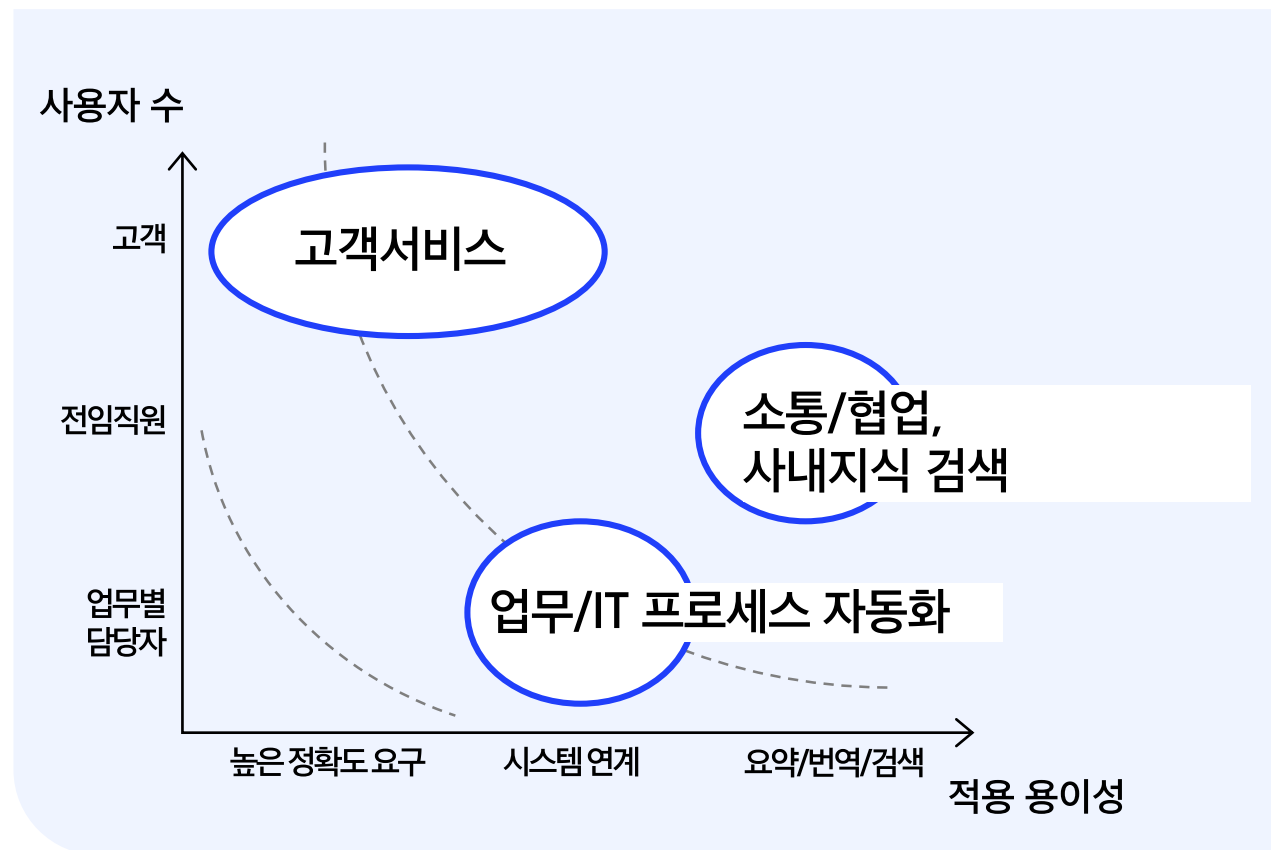 사용자 수
고객
고객서비스
전임직원
소통/협업,
사내지식 검색
업무별
담당자
업무/IT 프로세스 자동화
높은 정확도 요구
시스템 연계
요약/번역/검색
적용 용이성